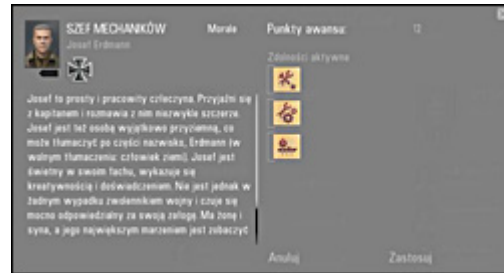 SZEF MECHANIKÓW
Morale
Josef Erdmann
Punkty awansu:
12
Zdolności aktywne
Josef to prosty i pracowity człeczyna. Przyjaźni się
z kapitanem i rozmawia z nim niezwykle szczerze.
Josef jest też osobą wyjątkowo przyziemną, co
może tłumaczyć po części nazwisko, Erdmann (w
wolnym tłumaczeniu: człowiek ziemi). Josef jest
świetny w swoim fachu, wykazuje się
kreatywnością i doświadczeniem. Nie jest jednak w
żadnym wypadku zwolennikiem wojny i czuje się
mocno odpowiedzialny za swoją załogę. Ma żonę i
syna, a jego największym marzeniem jest zobaczyć
Anuluj
Zastosuj